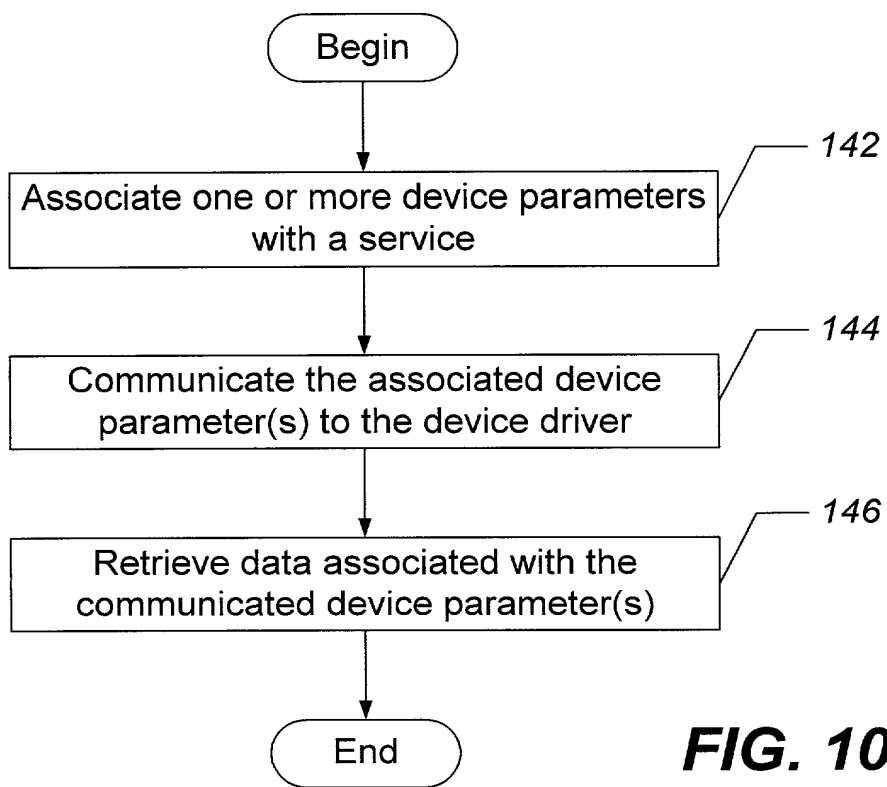 Begin
142
Associate one or more device parameters
with a service
144
Communicate the associated device
parameter(s) to the device driver
146
Retrieve data associated with the
communicated device parameter(s)
End
FIG. 10